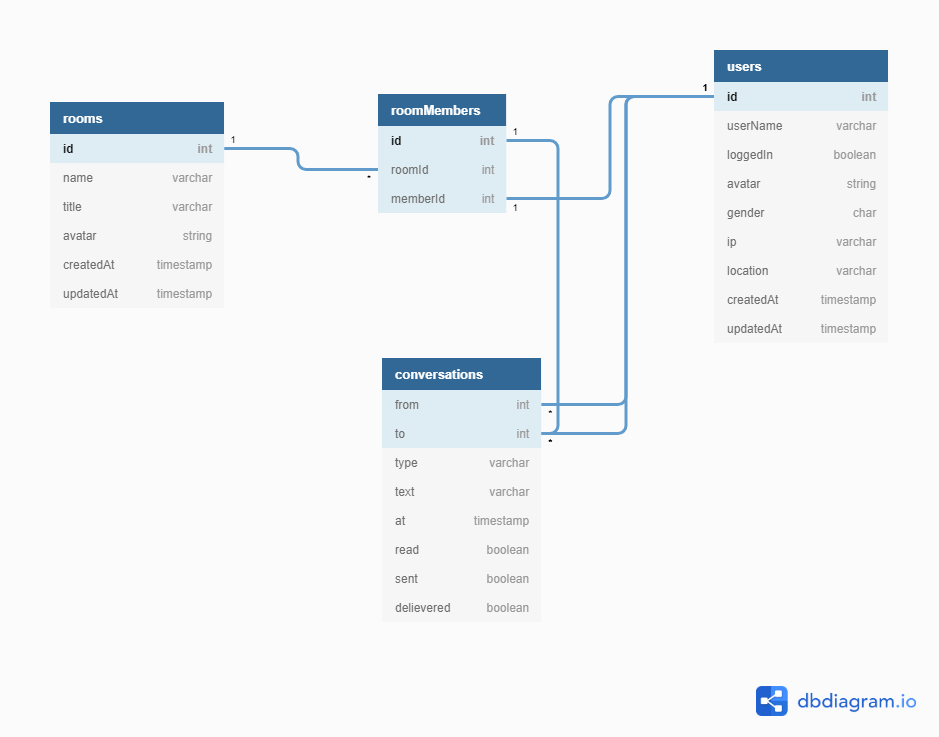 rooms
id int
name varchar
title varchar
avatar string
createdAt timestamp
updatedAt timestamp
1
*
roomMembers
id int
roomId int
memberId int
1
1
users
1
id int
userName varchar
loggedIn boolean
avatar string
gender char
ip varchar
location varchar
createdAt timestamp
updatedAt timestamp
conversations
from int
to int
type varchar
text varchar
at timestamp
read boolean
sent boolean
delievered boolean
*
*
dbdiagram.io